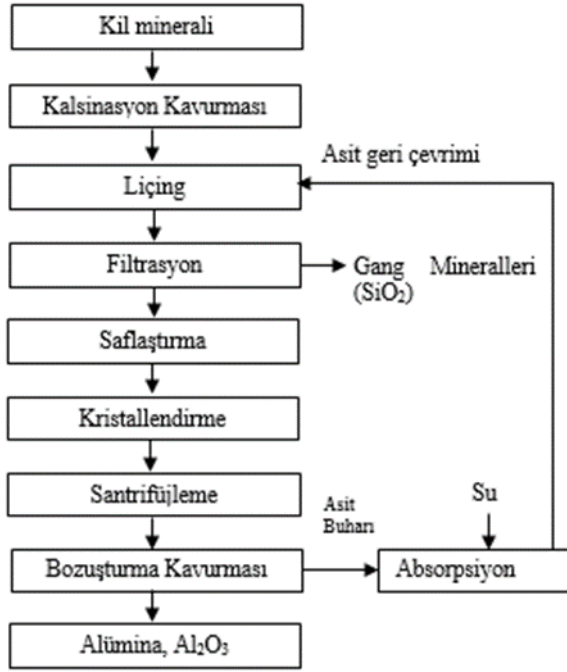 Kil minerali
Kalsinasyon Kavurması
Asit geri çevrimi
Liçing
Filtrasyon
Gang Mineralleri
(SiO₂)
Saflaştırma
Kristallendirme
Santrifüjleme
Asit
Buharı
Su
Bozuşturma Kavurması
Absorpsiyon
Alümina, Al₂O₃